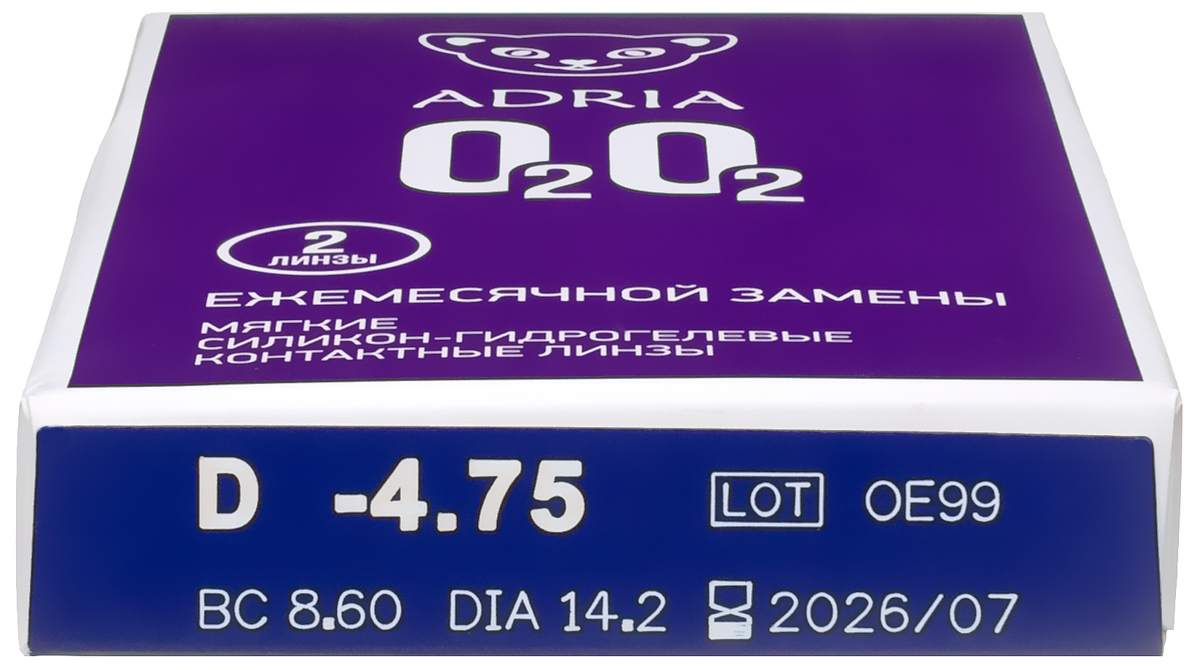 ADRIA
O2O2
2
ЛИНЗЫ
ЕЖЕМЕСЯЧНОЙ ЗАМЕНЫ
МЯГКИЕ
СИЛИКОН-ГИДРОГЕЛЕВЫЕ
КОНТАКТНЫЕ ЛИНЗЫ
D -4.75 LOT OE99
BC 8.60 DIA 14.2 2026/07